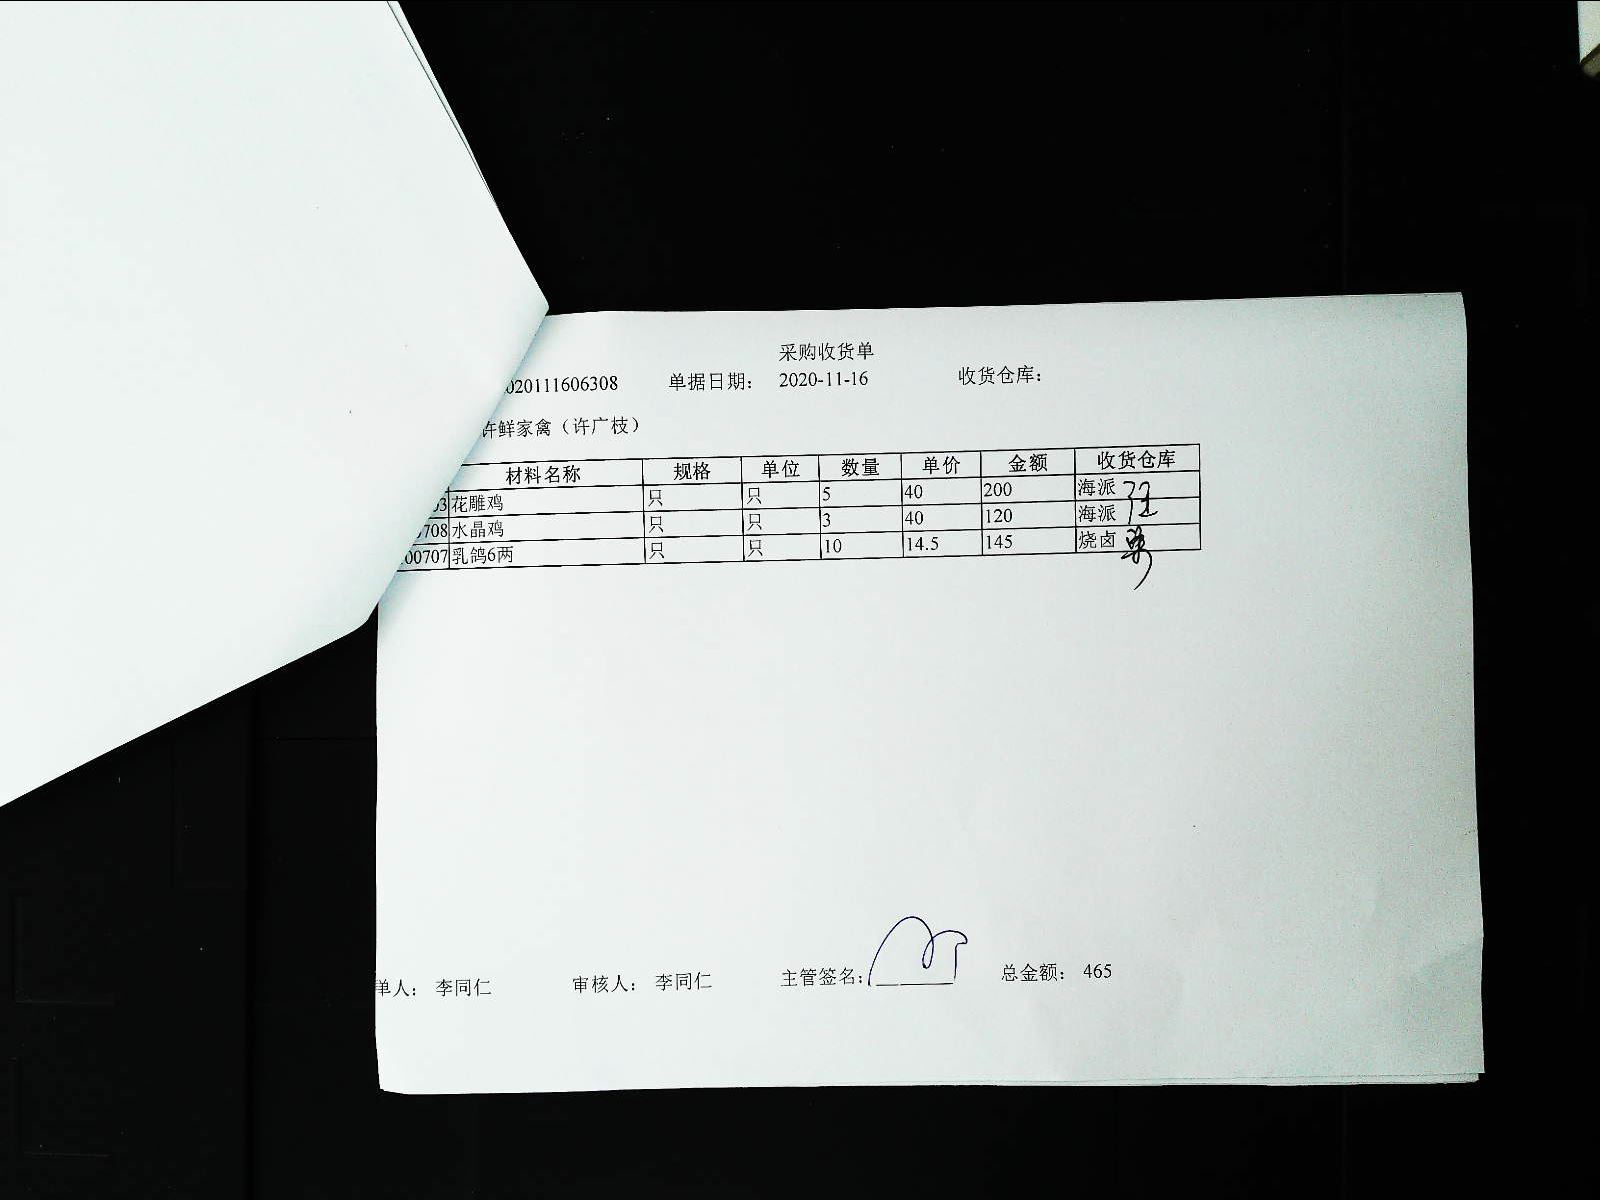 采购收货单
020111606308 单据日期： 2020-11-16 收货仓库：
许鲜家禽（许广枝）
材料名称 规格 单位 数量 单价 金额 收货仓库
03 花雕鸡 只 只 5 40 200 海派
708 水晶鸡 只 只 3 40 120 海派
00707 乳鸽6两 只 只 10 14.5 145 烧卤
单人： 李同仁 审核人： 李同仁 主管签名： 总金额： 465